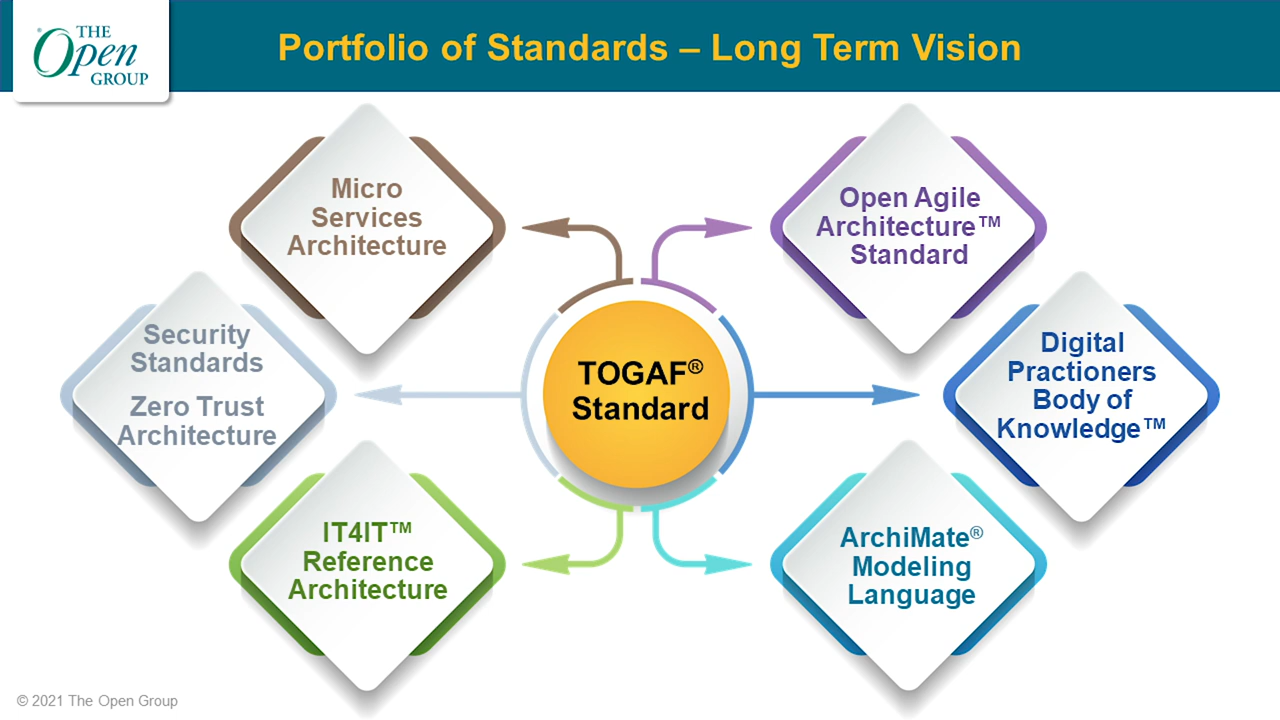 ® THE
Open
GROUP
Portfolio of Standards – Long Term Vision
Micro
Services
Architecture
Open Agile
Architecture™
Standard
Security
Standards
Zero Trust
Architecture
TOGAF®
Standard
Digital
Practioners
Body of
Knowledge™
IT4IT™
Reference
Architecture
ArchiMate®
Modeling
Language
© 2021 The Open Group